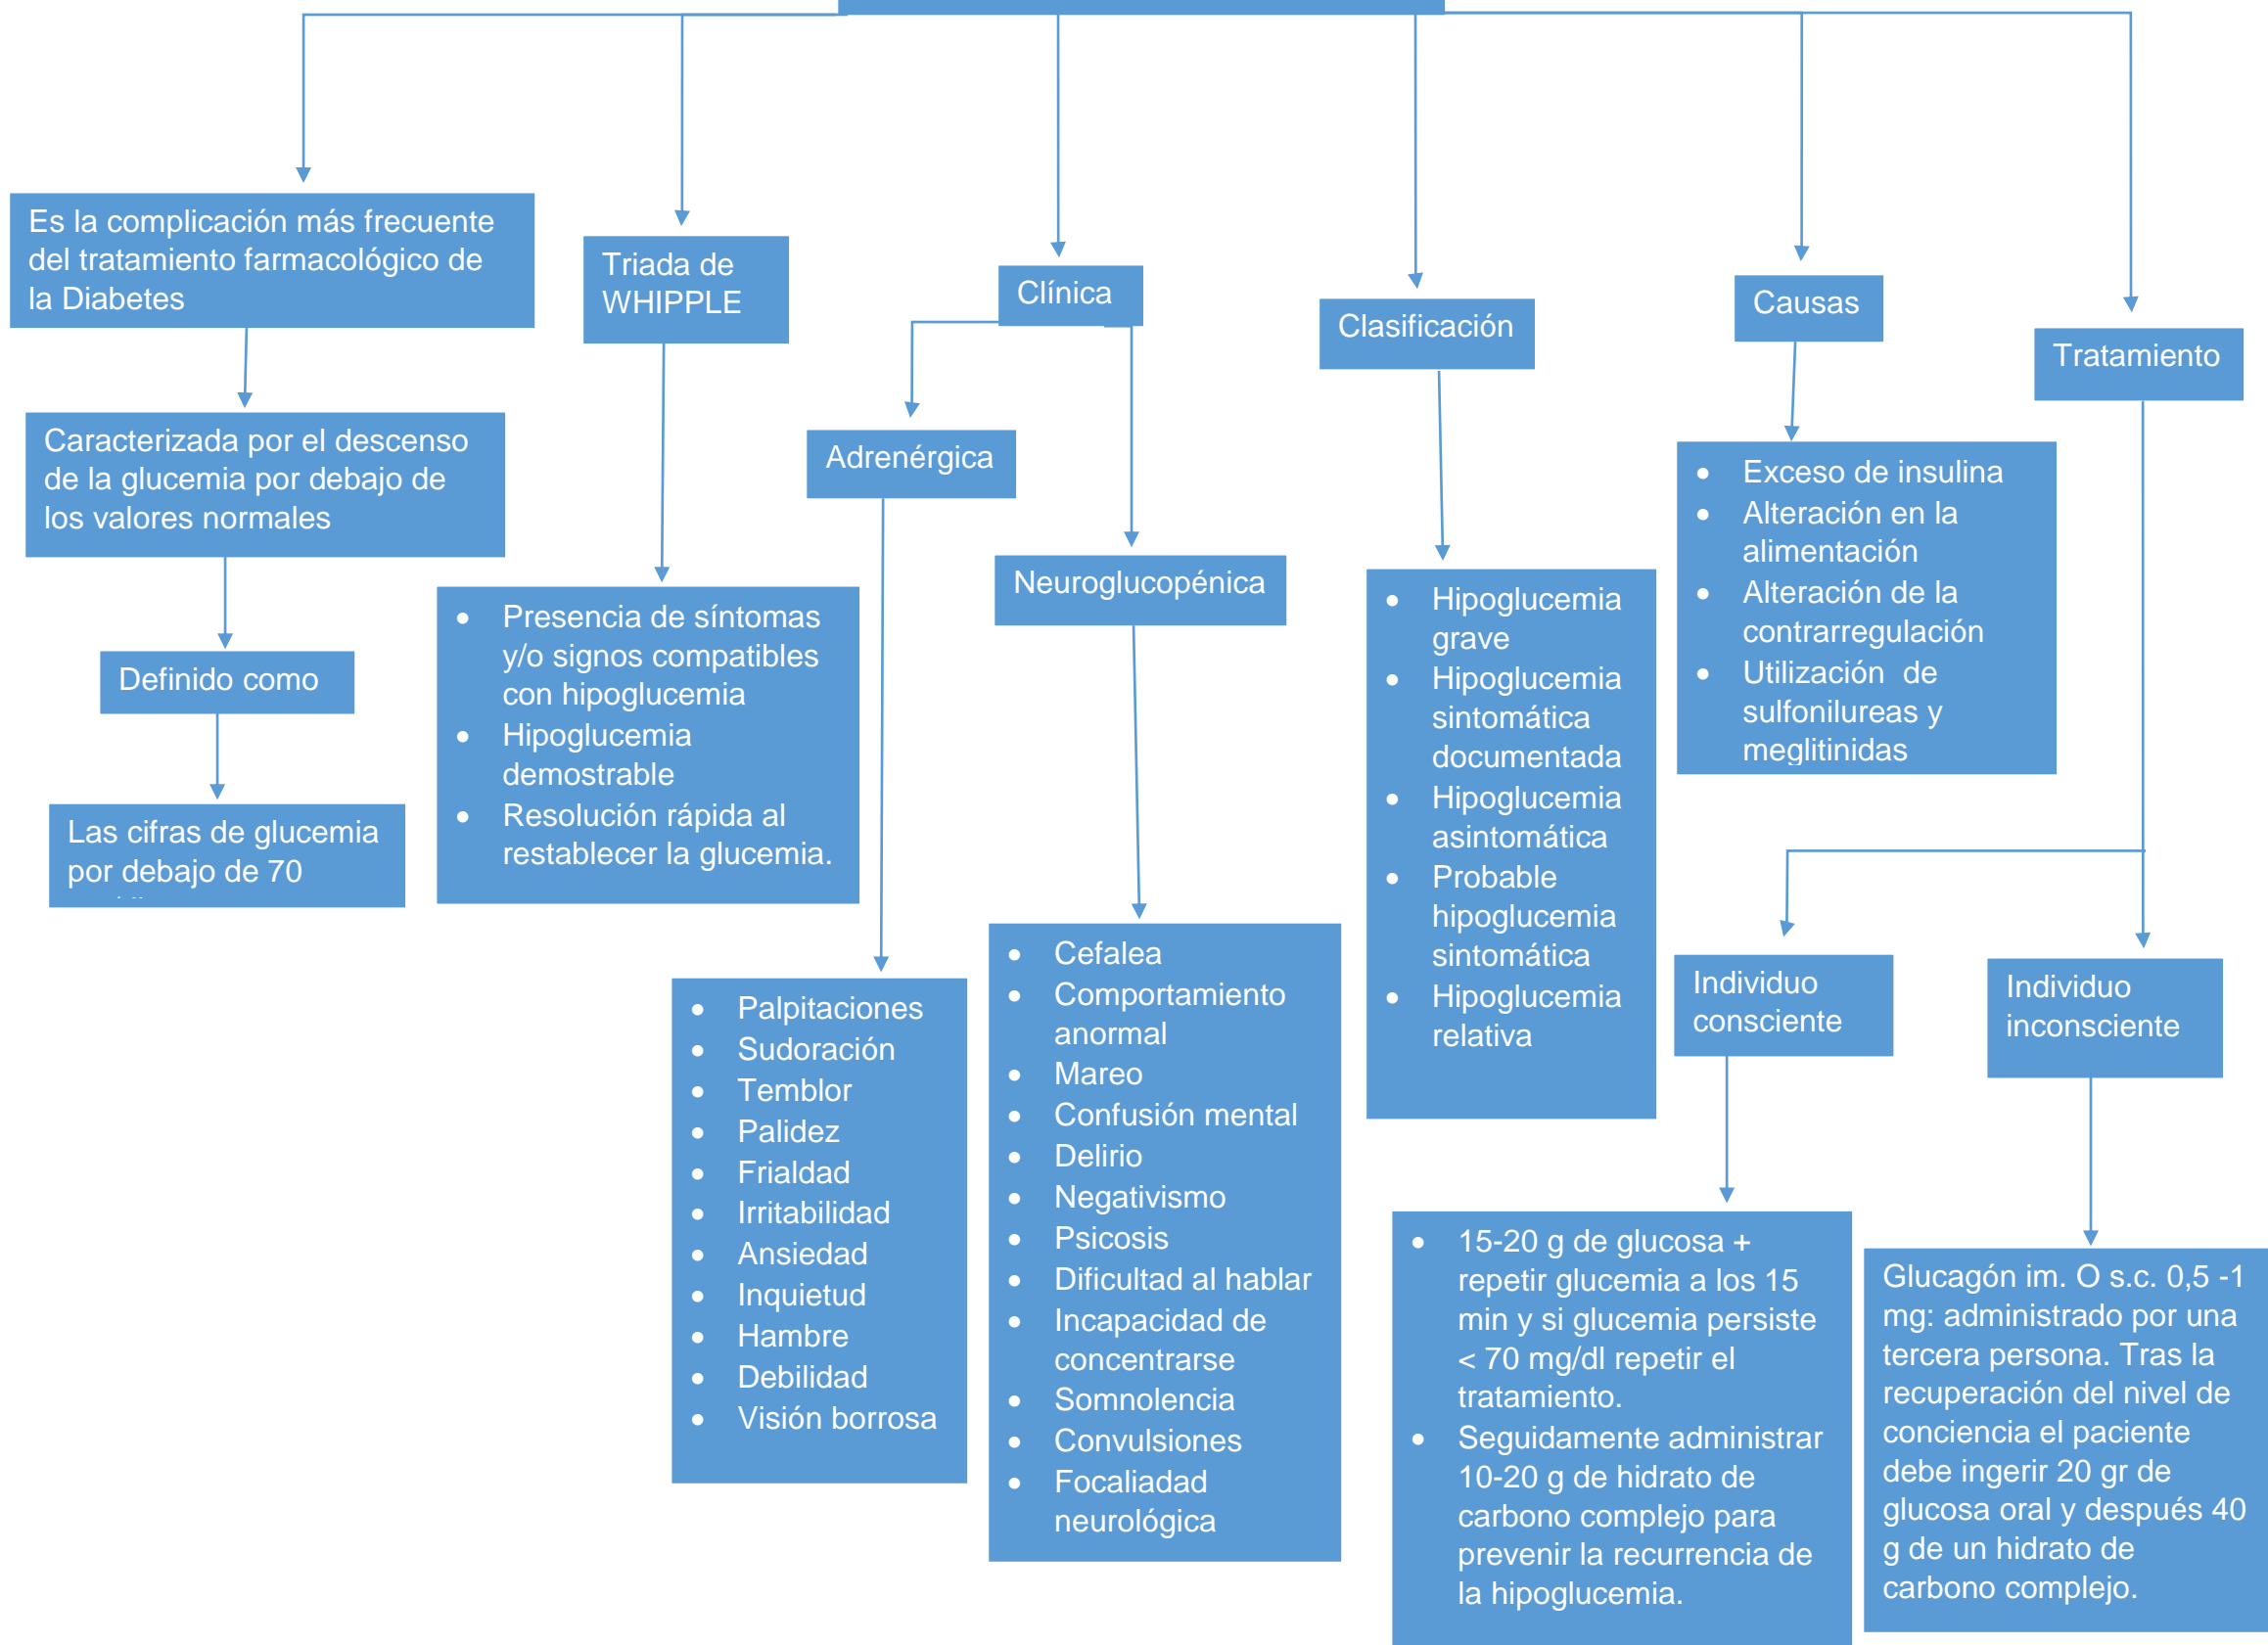 Es la complicación más frecuente
del tratamiento farmacológico de
la Diabetes
Caracterizada por el descenso
de la glucemia por debajo de
los valores normales
Definido como
Las cifras de glucemia
por debajo de 70
Triada de
WHIPPLE
• Presencia de síntomas
y/o signos compatibles
con hipoglucemia
• Hipoglucemia
demostrable
• Resolución rápida al
restablecer la glucemia.
Clínica
Adrenérgica
• Palpitaciones
• Sudoración
• Temblor
• Palidez
• Frialdad
• Irritabilidad
• Ansiedad
• Inquietud
• Hambre
• Debilidad
• Visión borrosa
Neuroglucopénica
• Cefalea
• Comportamiento
anormal
• Mareo
• Confusión mental
• Delirio
• Negativismo
• Psicosis
• Dificultad al hablar
• Incapacidad de
concentrarse
• Somnolencia
• Convulsiones
• Focaliadad
neurológica
Clasificación
• Hipoglucemia
grave
• Hipoglucemia
sintomática
documentada
• Hipoglucemia
asintomática
• Probable
hipoglucemia
sintomática
• Hipoglucemia
relativa
Causas
• Exceso de insulina
• Alteración en la
alimentación
• Alteración de la
contrarregulación
• Utilización de
sulfonilureas y
meglitinidas
Tratamiento
Individuo
consciente
• 15-20 g de glucosa +
repetir glucemia a los 15
min y si glucemia persiste
< 70 mg/dl repetir el
tratamiento.
• Seguidamente administrar
10-20 g de hidrato de
carbono complejo para
prevenir la recurrencia de
la hipoglucemia.
Individuo
inconsciente
Glucagón im. O s.c. 0,5 -1
mg: administrado por una
tercera persona. Tras la
recuperación del nivel de
conciencia el paciente
debe ingerir 20 gr de
glucosa oral y después 40
g de un hidrato de
carbono complejo.